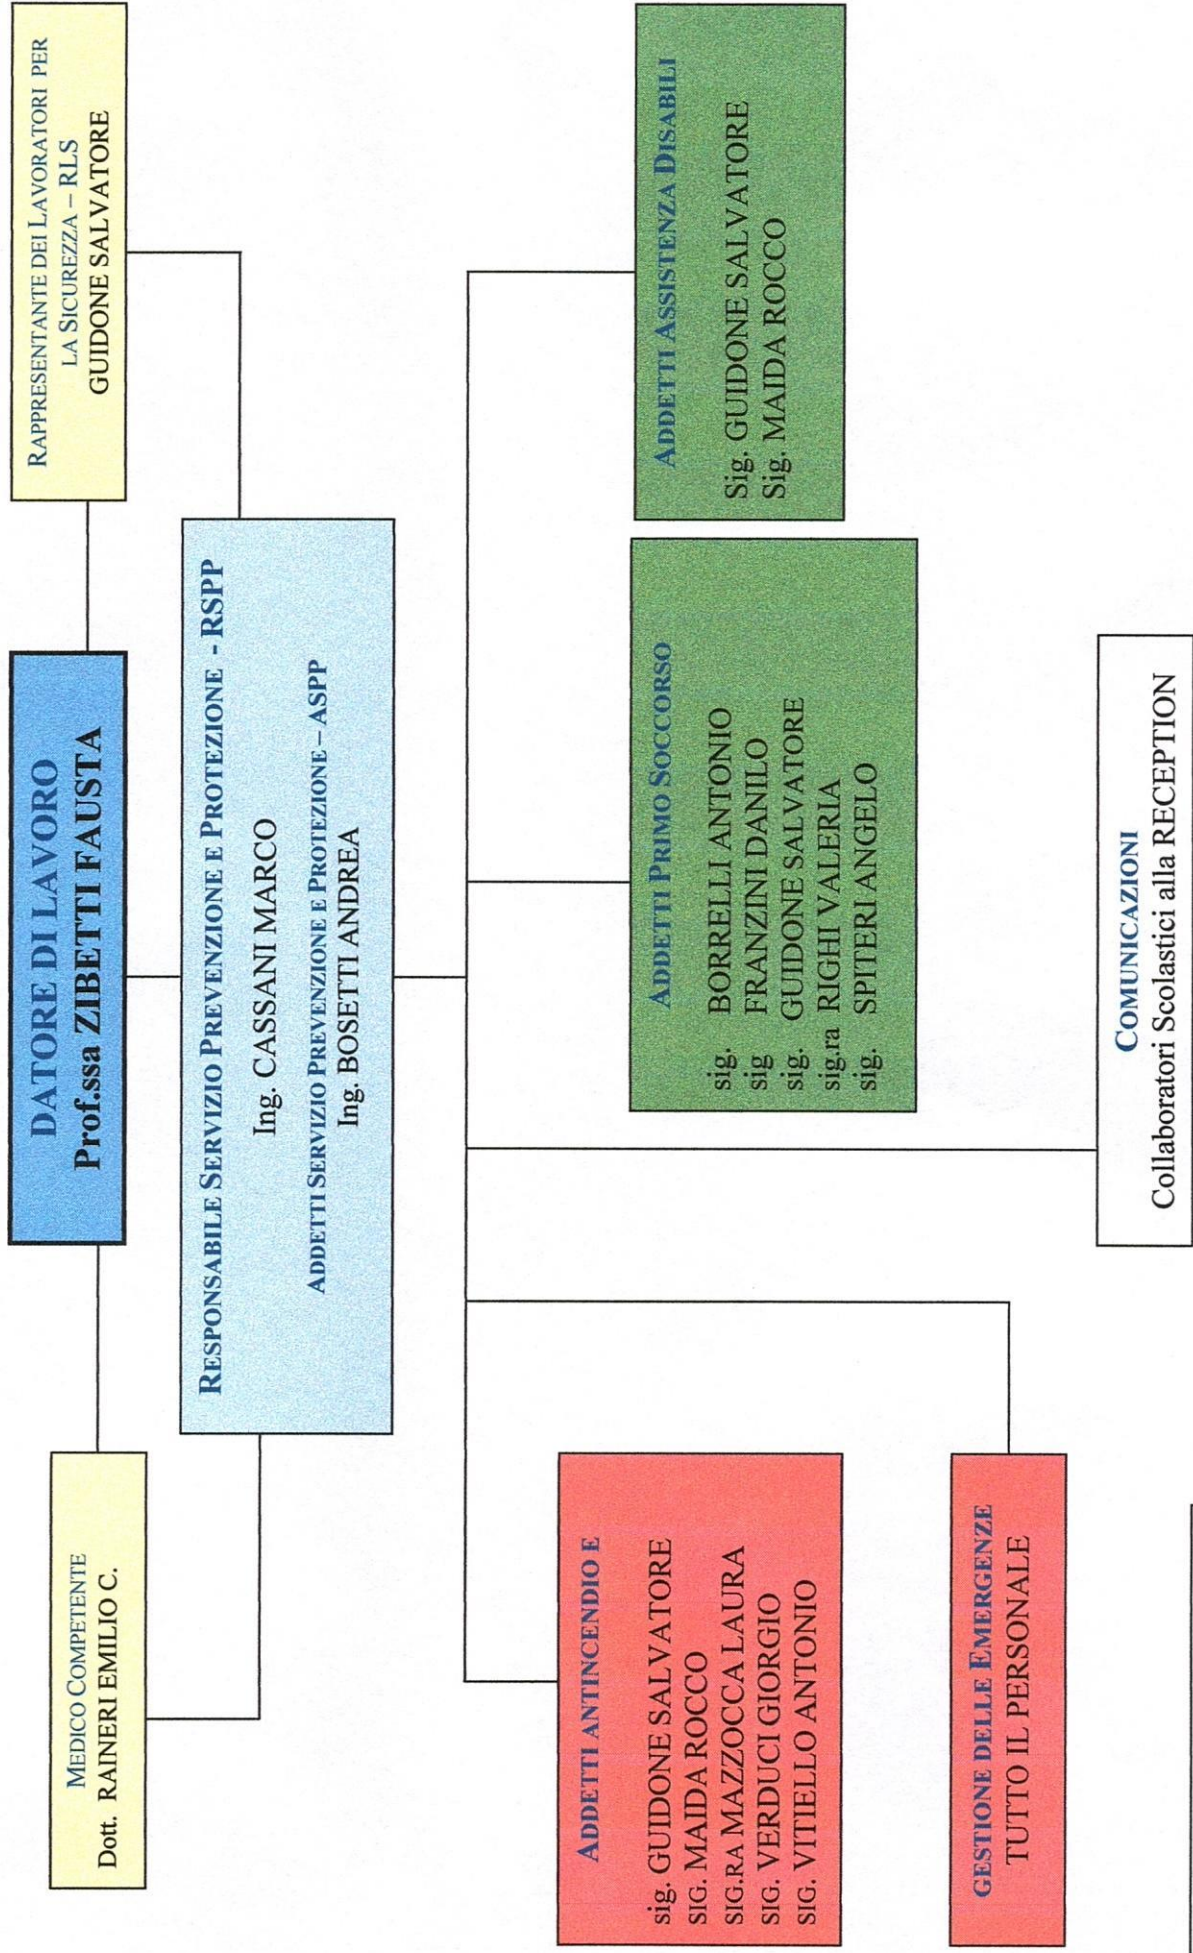 DATORE DI LAVORO
Prof.ssa ZIBETTI FAUSTA
MEDICO COMPETENTE
Dott. RAINERI EMILIO C.
RAPPRESENTANTE DEI LAVORATORI PER
LA SICUREZZA – RLS
GUIDONE SALVATORE
RESPONSABILE SERVIZIO PREVENZIONE E PROTEZIONE - RSPP
Ing. CASSANI MARCO
ADDETTI SERVIZIO PREVENZIONE E PROTEZIONE – ASPP
Ing. BOSETTI ANDREA
ADDETTI ANTINCENDIO E
sig. GUIDONE SALVATORE
SIG. MAIDA ROCCO
SIG.RA MAZZOCCA LAURA
SIG. VERDUCI GIORGIO
SIG. VITIELLO ANTONIO
GESTIONE DELLE EMERGENZE
TUTTO IL PERSONALE
COMUNICAZIONI
Collaboratori Scolastici alla RECEPTION
ADDETTI PRIMO SOCCORSO
sig. BORRELLI ANTONIO
sig FRANZINI DANILO
sig. GUIDONE SALVATORE
sig.ra RIGHI VALERIA
sig. SPITERI ANGELO
ADDETTI ASSISTENZA DISABILI
Sig. GUIDONE SALVATORE
Sig. MAIDA ROCCO